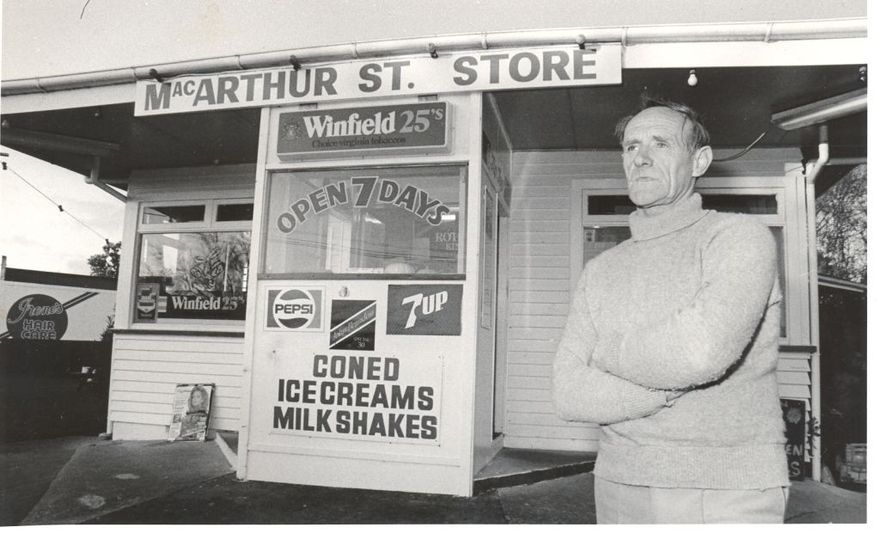 MACARTHUR ST. STORE
Winfield 25's
Choice virginia tobaccos
OPEN 7 DAYS
Winfield 25's
Irene's
HAIR
CARE
PEPSI
7UP
CONED
ICE CREAMS
MILK SHAKES